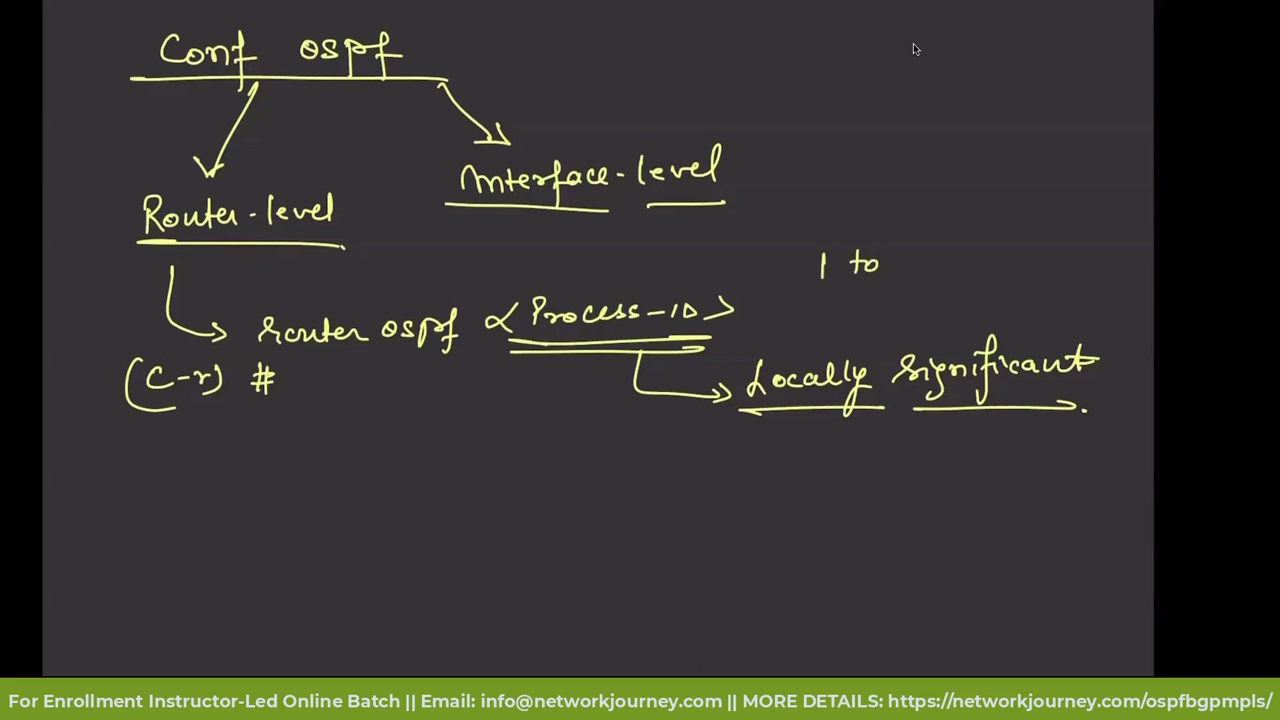 Conf ospf
Interface-level
Router-level
1 to
router ospf <Process-ID>
(C-r) #
Locally significant.
For Enrollment Instructor-Led Online Batch || Email: info@networkjourney.com || MORE DETAILS: https://networkjourney.com/ospfbgpmpls/